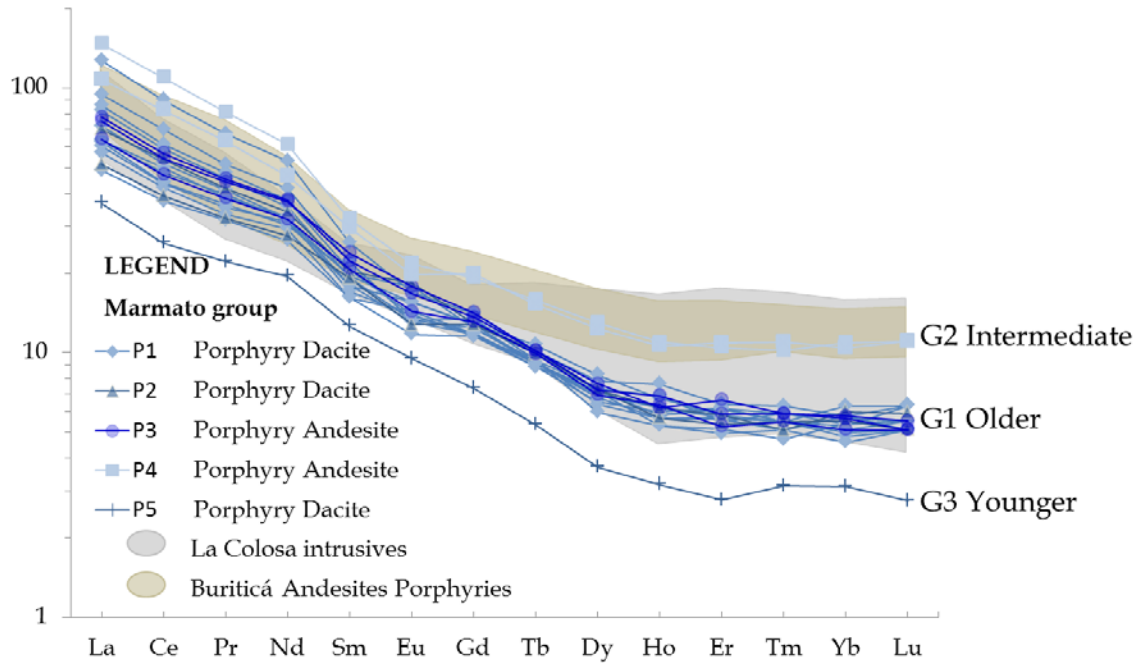 100
10
1
LEGEND
Marmato group
P1 Porphyry Dacite
P2 Porphyry Dacite
P3 Porphyry Andesite
P4 Porphyry Andesite
P5 Porphyry Dacite
La Colosa intrusives
Buriticá Andesites Porphyries
G2 Intermediate
G1 Older
G3 Younger
La Ce Pr Nd Sm Eu Gd Tb Dy Ho Er Tm Yb Lu